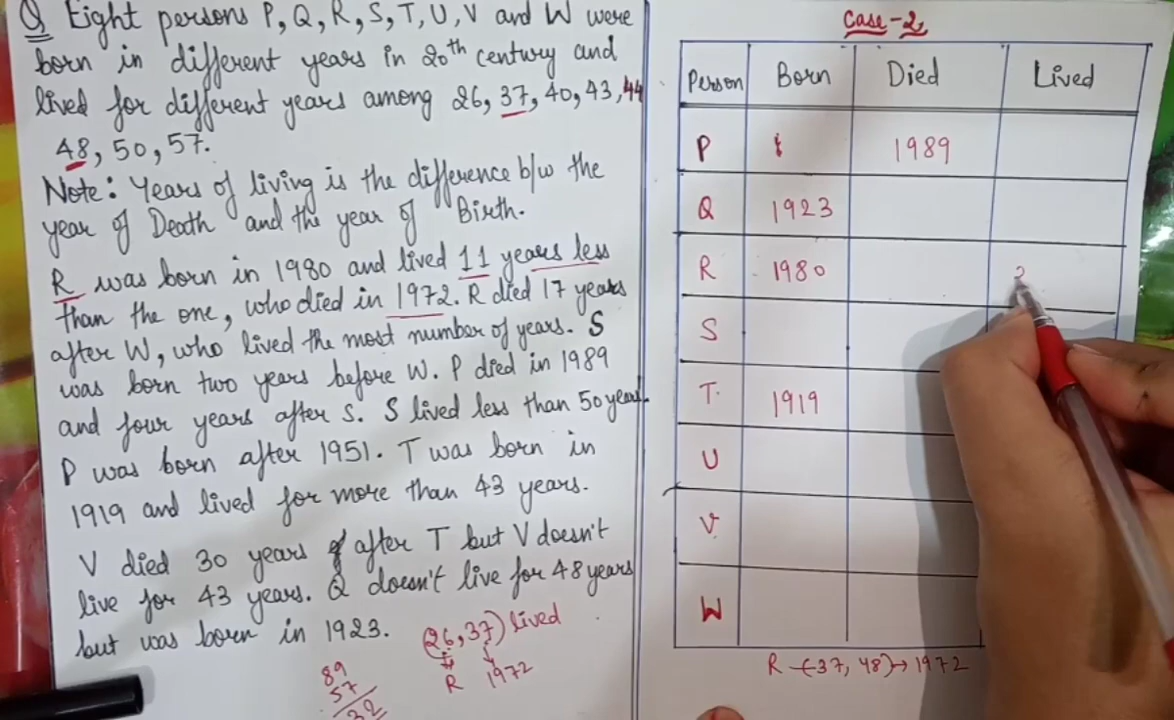 Q Eight persons P, Q, R, S, T, U, V and W were
born in different years in 20th century and
lived for different years among 26, 37, 40, 43, 44
48, 50, 57.
Note: Years of living is the difference b/w the
year of Death and the year of Birth.
R was born in 1980 and lived 11 years less
than the one, who died in 1972. R died 17 years
after W, who lived the most number of years. S
was born two years before W. P died in 1989
and four years after S. S lived less than 50 years.
P was born after 1951. T was born in
1919 and lived for more than 43 years.
V died 30 years after T but V doesn't
live for 43 years. Q doesn't live for 48 years
but was born in 1923.
(26, 37) lived
R 1972
89
57
32
Case-2
Person Born Died Lived
P 1989
Q 1923
R 1980
S
T 1919
U
V
W
R → (37, 48) → 1972